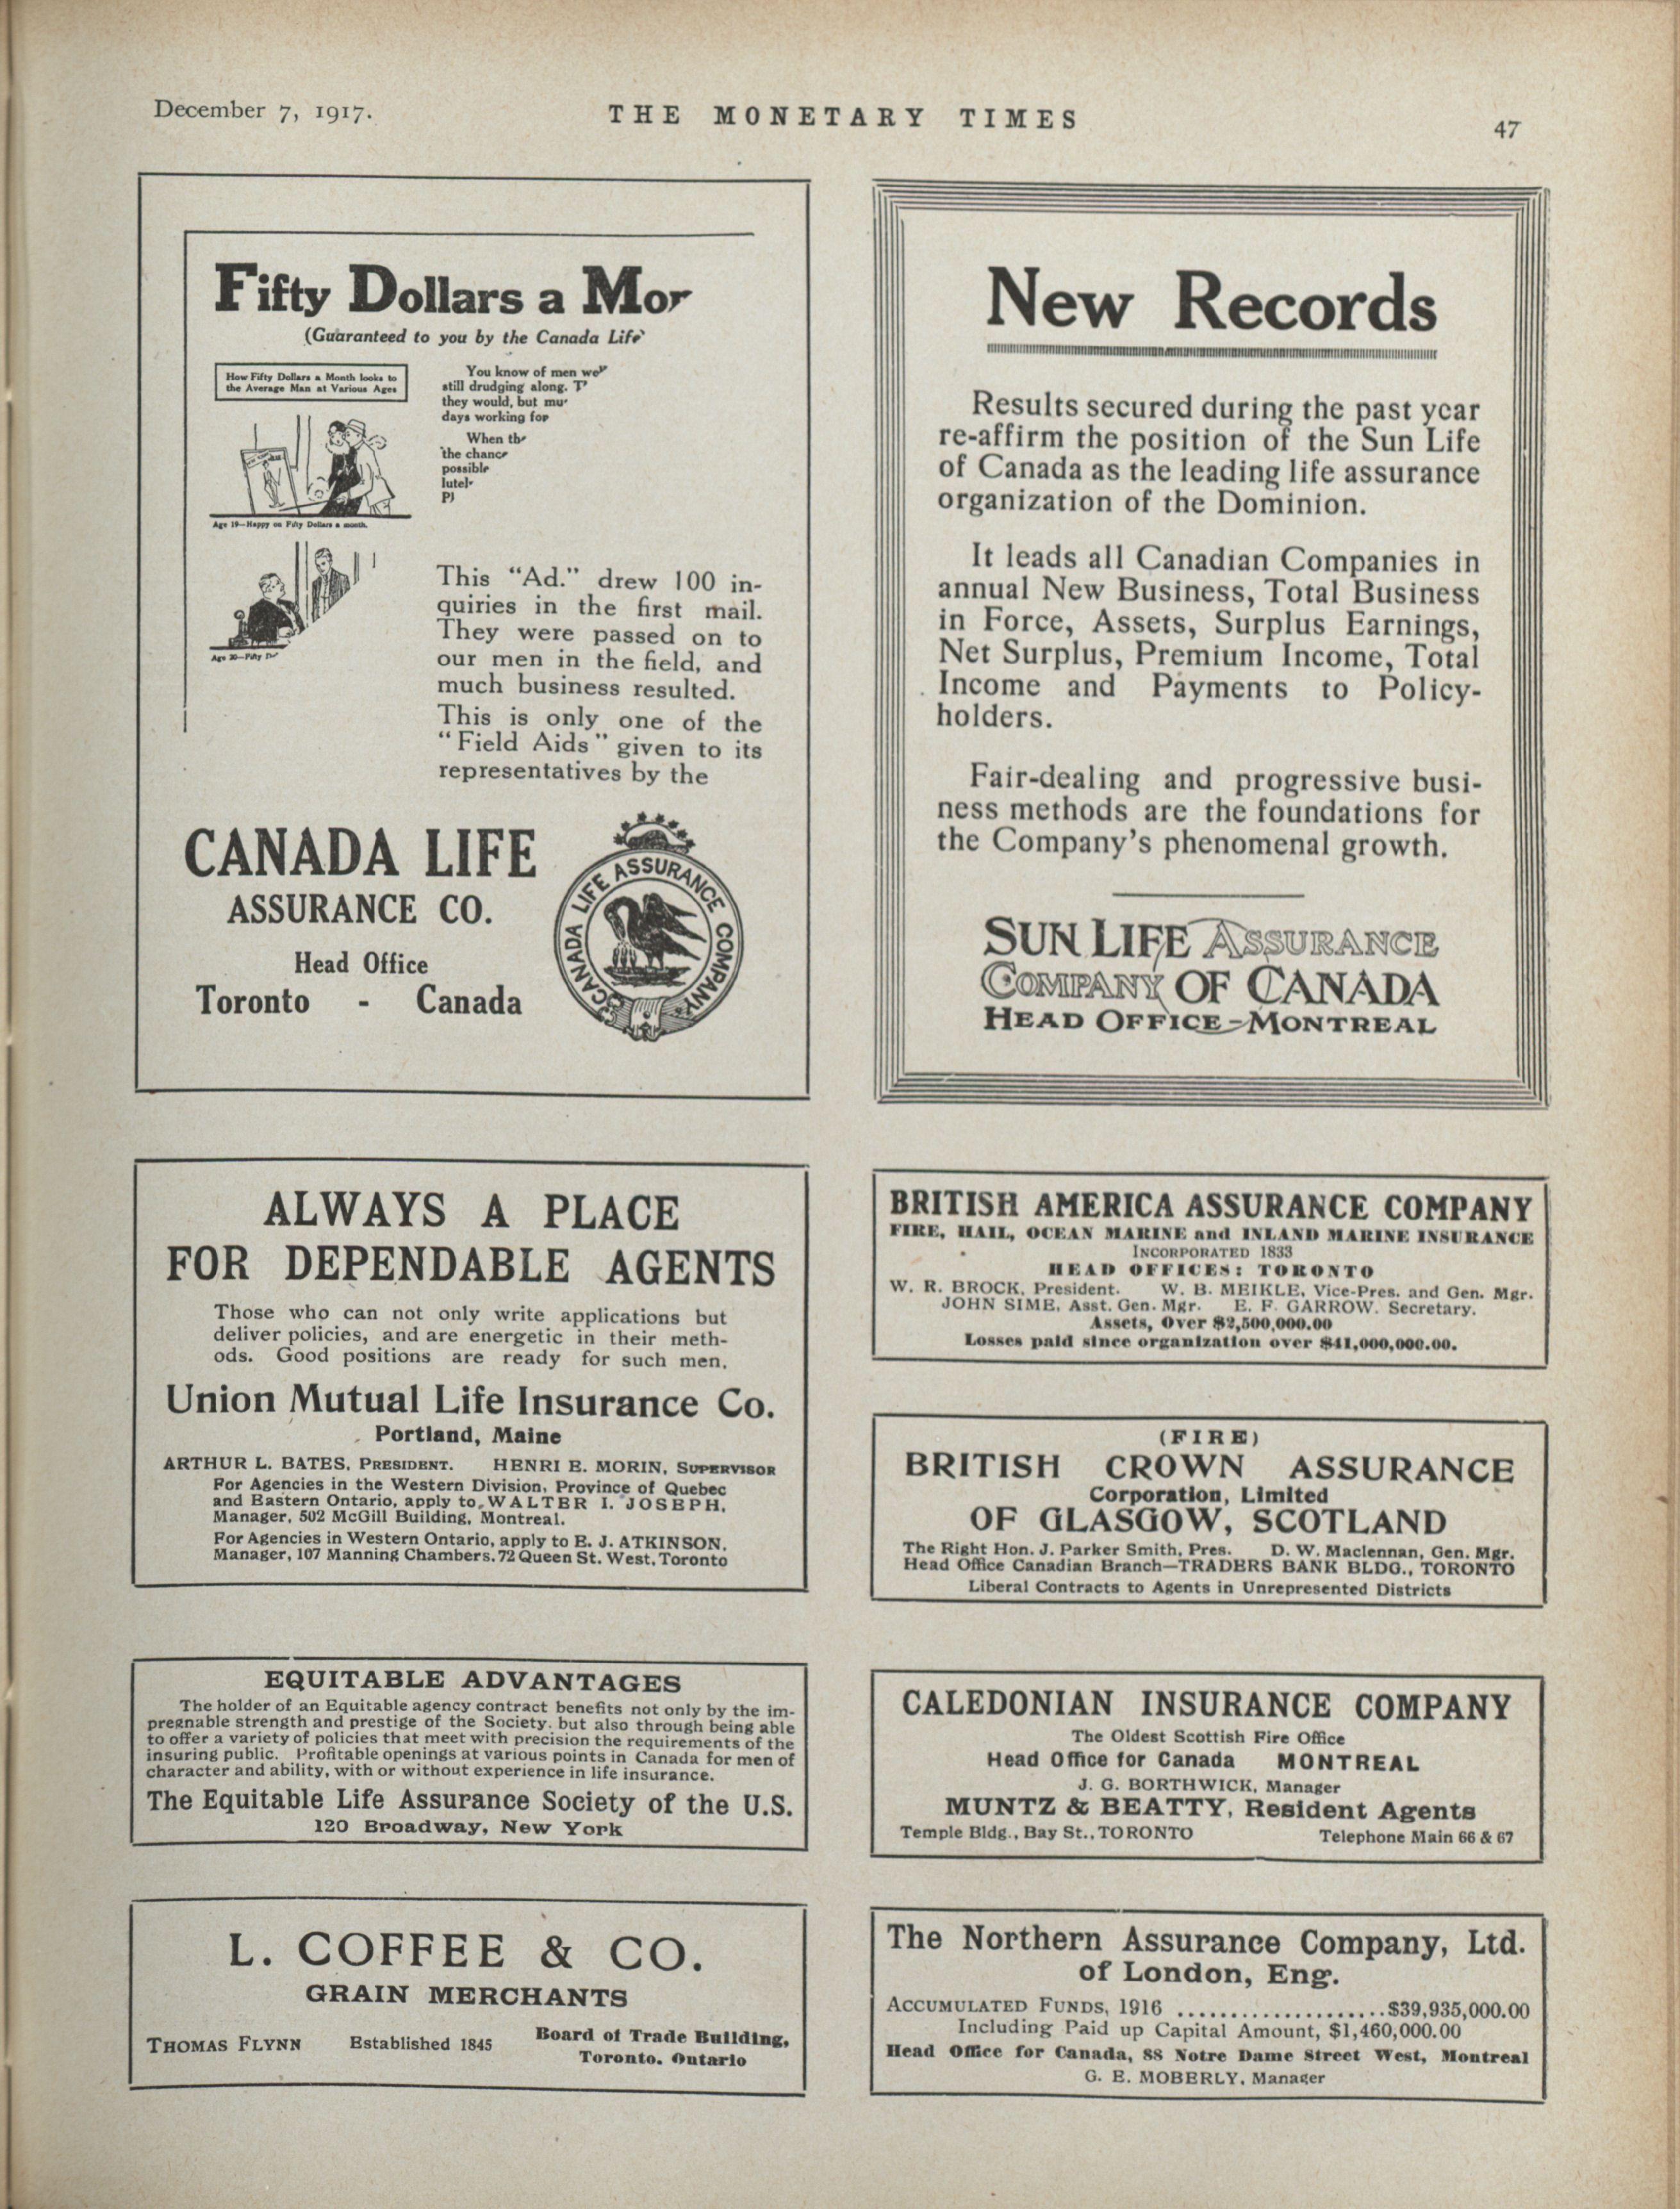 December 7, 1917.
THE MONETARY TIMES
47
Fifty Dollars a Mor
(Guaranteed to you by the Canada Life
How Fifty Dollars a Month looks to
the Average Man at Various Ages
Age 19—Happy on Fifty Dollars a month.
Age 30—Fifty
You know of men
still drudging along.
they would, but
days working for
When
the
possible
This "Ad." drew 100 in-
quiries in the first mail.
They were passed on to
our men in the field, and
much business resulted.
This is only one of the
"Field Aids" given to its
representatives by the
CANADA LIFE
ASSURANCE CO.
Head Office
Toronto - Canada
CANADA LIFE ASSURANCE COMPANY
New Records
Results secured during the past year
re-affirm the position of the Sun Life
of Canada as the leading life assurance
organization of the Dominion.
It leads all Canadian Companies in
annual New Business, Total Business
in Force, Assets, Surplus Earnings,
Net Surplus, Premium Income, Total
Income and Payments to Policy-
holders.
Fair-dealing and progressive busi-
ness methods are the foundations for
the Company's phenomenal growth.
SUN LIFE ASSURANCE
COMPANY OF CANADA
HEAD OFFICE-MONTREAL
ALWAYS A PLACE
FOR DEPENDABLE AGENTS
Those who can not only write applications but
deliver policies, and are energetic in their meth-
ods. Good positions are ready for such men.
Union Mutual Life Insurance Co.
Portland, Maine
ARTHUR L. BATES, PRESIDENT. HENRI E. MORIN, SUPERVISOR
For Agencies in the Western Division, Province of Quebec
and Eastern Ontario, apply to WALTER I. JOSEPH,
Manager, 502 McGill Building, Montreal.
For Agencies in Western Ontario, apply to E. J. ATKINSON,
Manager, 107 Manning Chambers, 72 Queen St. West, Toronto
BRITISH AMERICA ASSURANCE COMPANY
FIRE, HAIL, OCEAN MARINE and INLAND MARINE INSURANCE
INCORPORATED 1833
HEAD OFFICES: TORONTO
W. R. BROCK, President. W. B. MEIKLE, Vice-Pres. and Gen. Mgr.
JOHN SIME, Asst. Gen. Mgr. E. F. GARROW, Secretary.
Assets, Over $2,500,000.00
Losses paid since organization over $41,000,000.00.
(FIRE)
BRITISH CROWN ASSURANCE
Corporation, Limited
OF GLASGOW, SCOTLAND
The Right Hon. J. Parker Smith, Pres. D. W. Maclennan, Gen. Mgr.
Head Office Canadian Branch—TRADERS BANK BLDG., TORONTO
Liberal Contracts to Agents in Unrepresented Districts
EQUITABLE ADVANTAGES
The holder of an Equitable agency contract benefits not only by the im-
pregnable strength and prestige of the Society, but also through being able
to offer a variety of policies that meet with precision the requirements of the
insuring public. Profitable openings at various points in Canada for men of
character and ability, with or without experience in life insurance.
The Equitable Life Assurance Society of the U.S.
120 Broadway, New York
CALEDONIAN INSURANCE COMPANY
The Oldest Scottish Fire Office
Head Office for Canada MONTREAL
J. G. BORTHWICK, Manager
MUNTZ & BEATTY, Resident Agents
Temple Bldg., Bay St., TORONTO Telephone Main 66 & 67
L. COFFEE & CO.
GRAIN MERCHANTS
THOMAS FLYNN Established 1845 Board of Trade Building,
Toronto, Ontario
The Northern Assurance Company, Ltd.
of London, Eng.
ACCUMULATED FUNDS, 1916 ....................$39,935,000.00
Including Paid up Capital Amount, $1,460,000.00
Head Office for Canada, 88 Notre Dame Street West, Montreal
G. E. MOBERLY, Manager